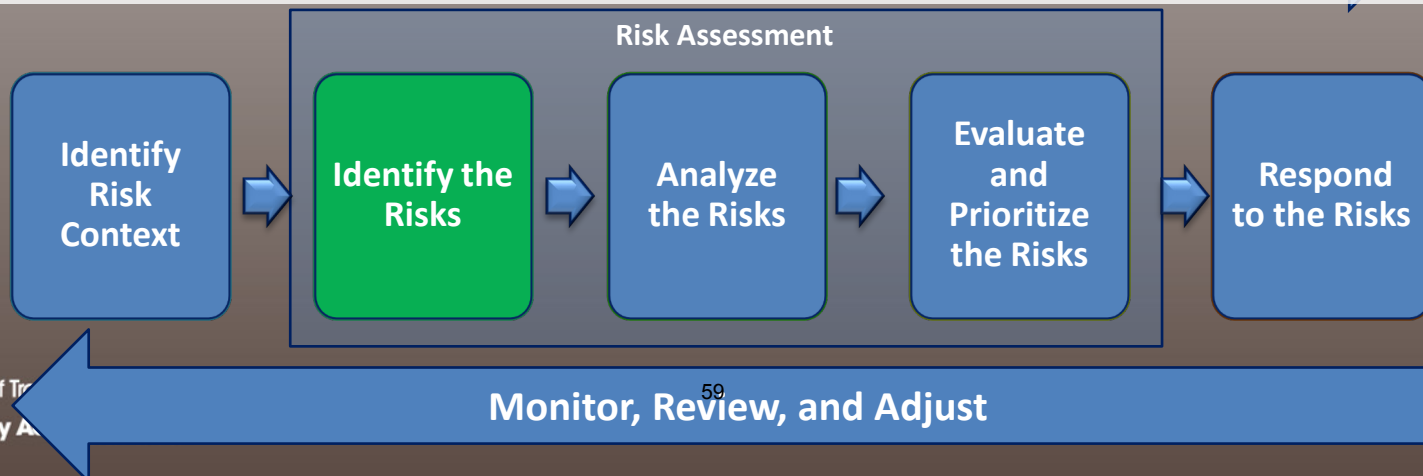 Risk Assessment
Identify
Risk
Context
Identify the
Risks
Analyze
the Risks
Evaluate
and
Prioritize
the Risks
Respond
to the Risks
Monitor, Review, and Adjust
59